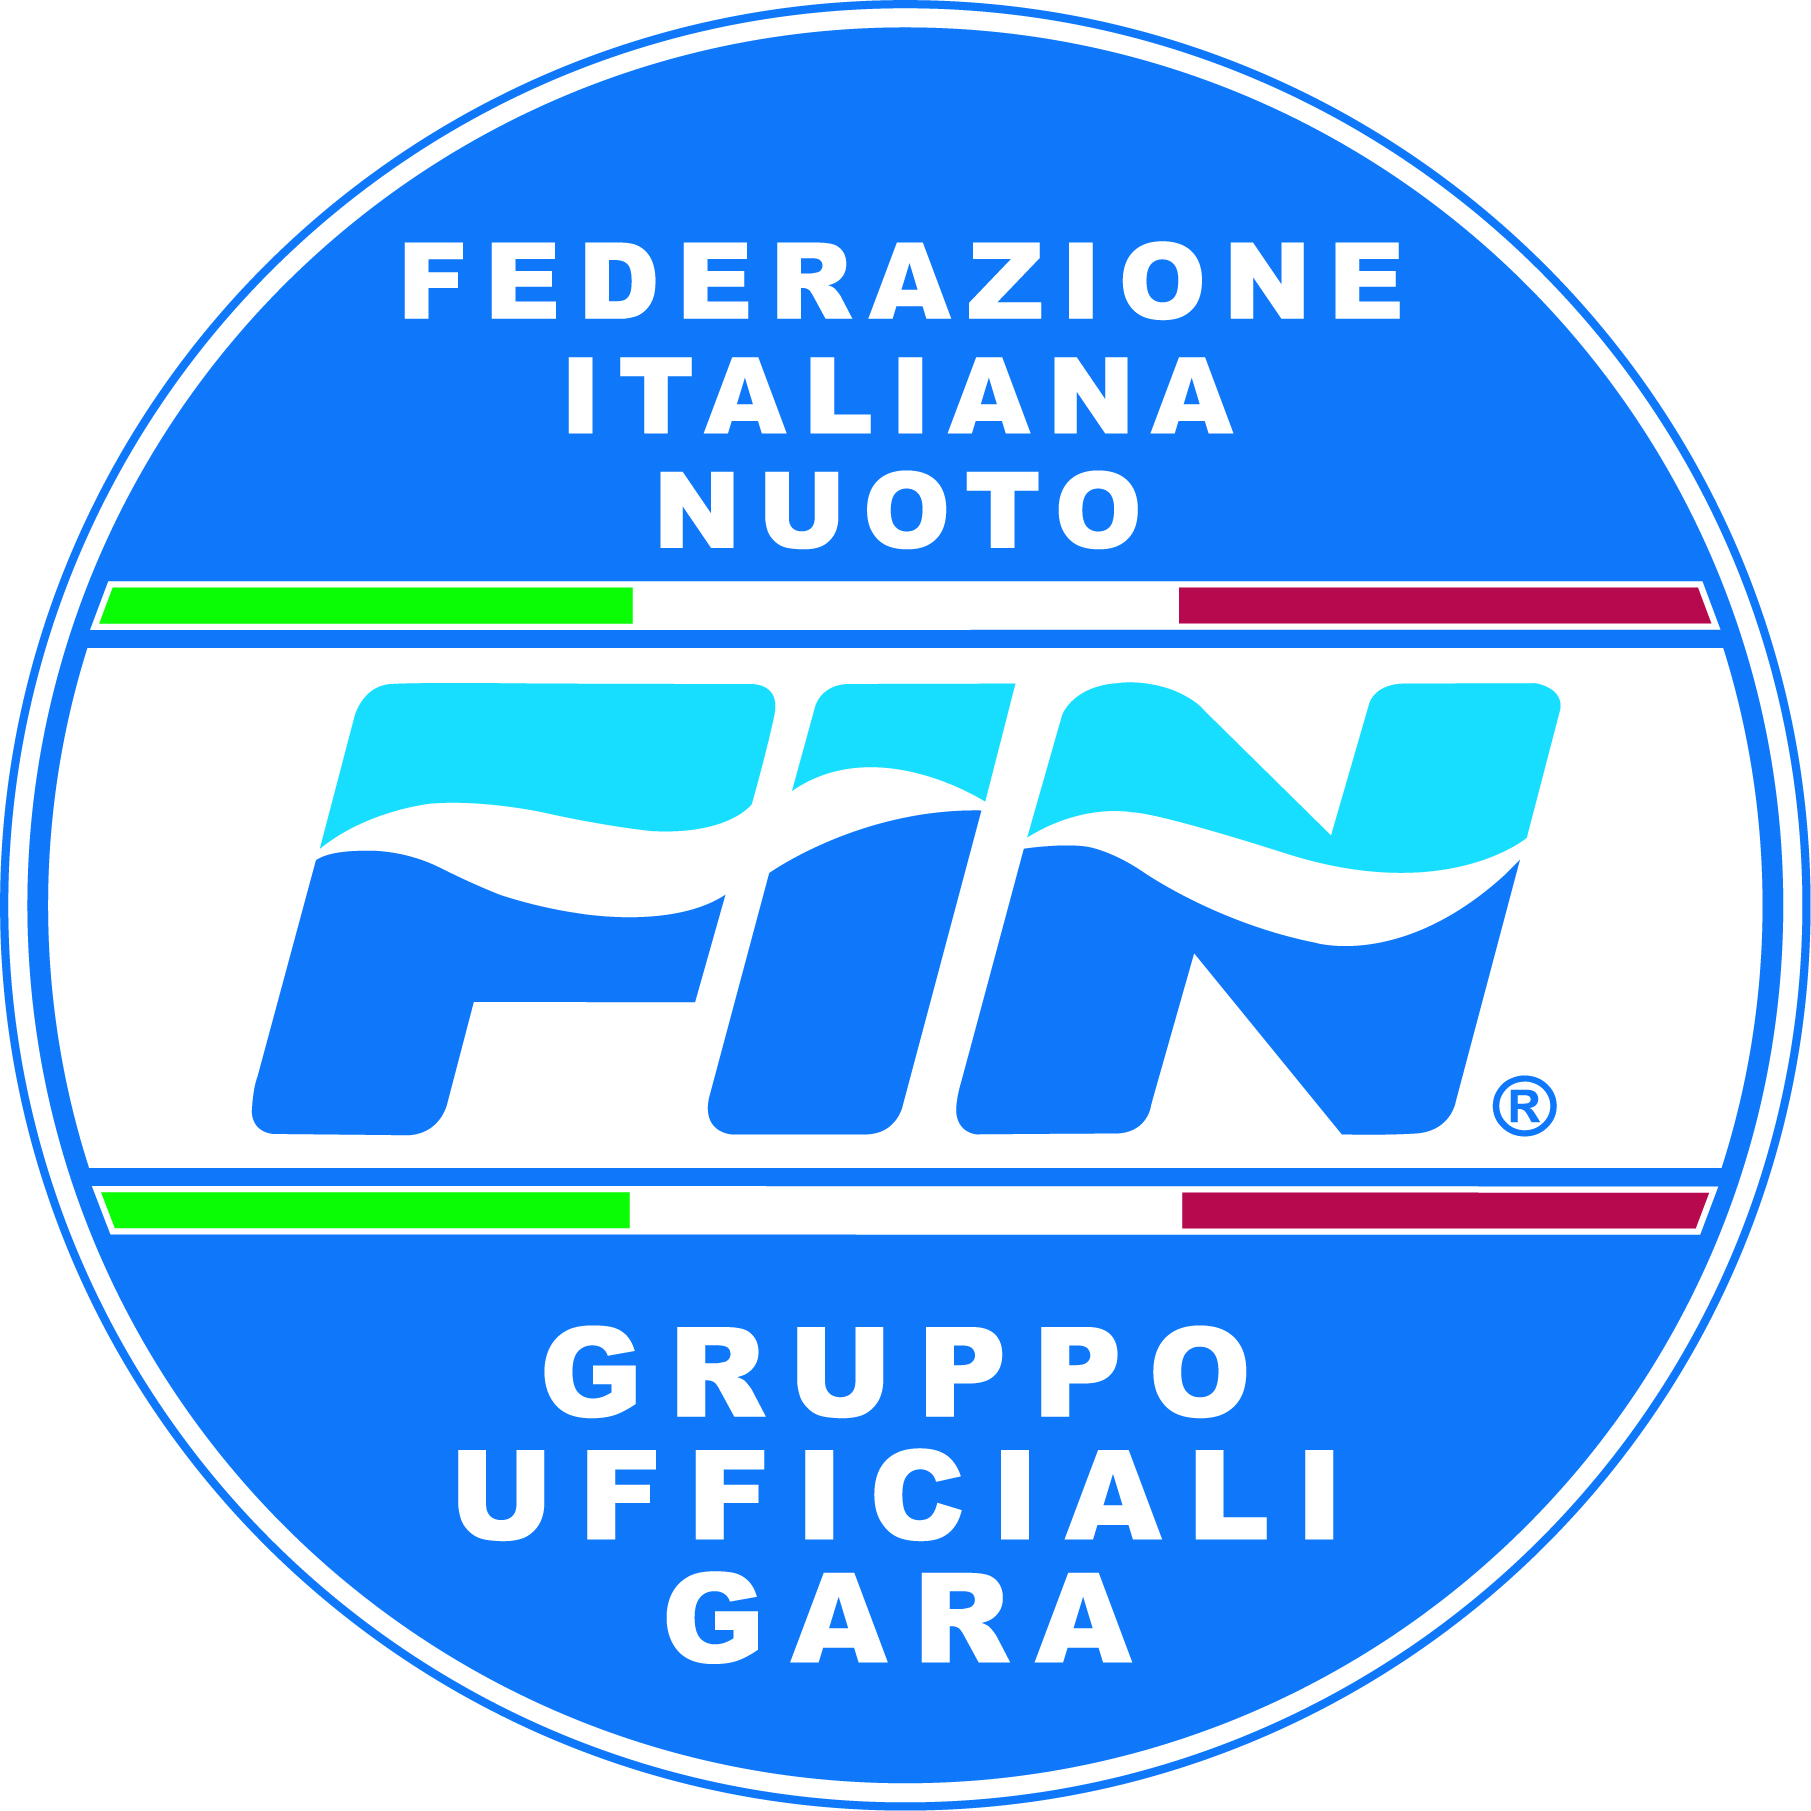 FEDERAZIONE
ITALIANA
NUOTO
FIN®
GRUPPO
UFFICIALI
GARA